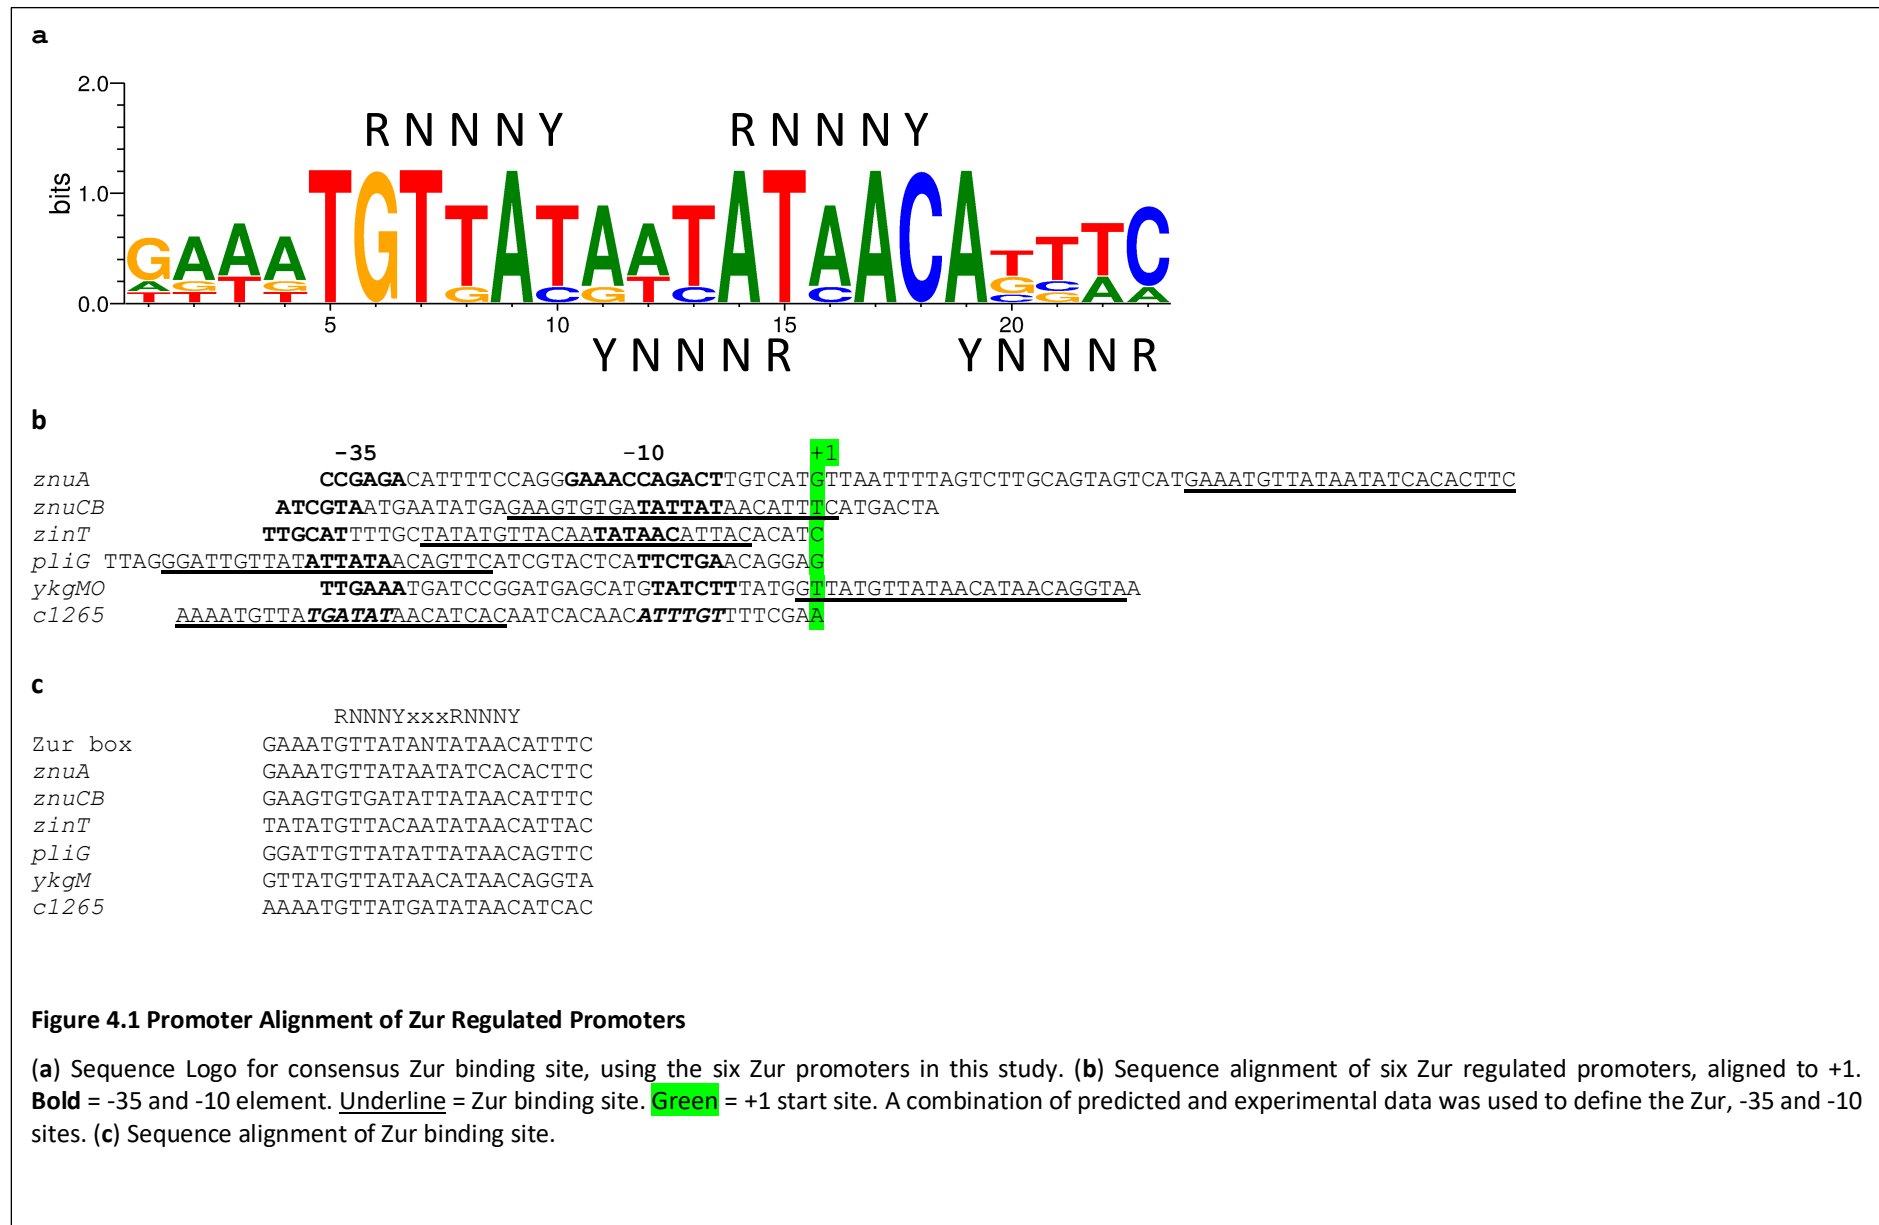 a
2.0
RNNNY RNNNY
bits
1.0
GAAATGTTATAATATAACATTTC
0.0
5 10 15 20
YNNNR YNNNR
b
-35 -10 +1
znuA CCGAGACATTTTCCAGGGAAACCAGACTTGTCATGTTAATTTTAGTCTTGCAGTAGTCATGAAATGTTATAATATCACACTTC
znuCB ATCGTAATGAATATGAGAAGTGTGATATTATAACATTTCATGACTA
zinT TTGCATTTTGCTATATGTTACAATATAACATTACACATC
pliG TTAGGGATTGTTATATTATAACAGTTCATCGTACTCATTCTGAACAGGAG
ykgMO TTGAAATGATCCGGATGAGCATGTATCTTTATGGTTATGTTATAACATAACAGGTAA
c1265 AAAATGTTATGATATAACATCACAATCACAACATTTGTTTTCGAA
c
RNNNYxxxRNNNY
Zur box GAAATGTTATANTATAACATTTC
znuA GAAATGTTATAATATCACACTTC
znuCB GAAGTGTGATATTATAACATTTC
zinT TATATGTTACAATATAACATTAC
pliG GGATTGTTATATTATAACAGTTC
ykgM GTTATGTTATAACATAACAGGTA
c1265 AAAATGTTATGATATAACATCAC
Figure 4.1 Promoter Alignment of Zur Regulated Promoters
(a) Sequence Logo for consensus Zur binding site, using the six Zur promoters in this study. (b) Sequence alignment of six Zur regulated promoters, aligned to +1.
Bold = -35 and -10 element. Underline = Zur binding site. Green = +1 start site. A combination of predicted and experimental data was used to define the Zur, -35 and -10
sites. (c) Sequence alignment of Zur binding site.